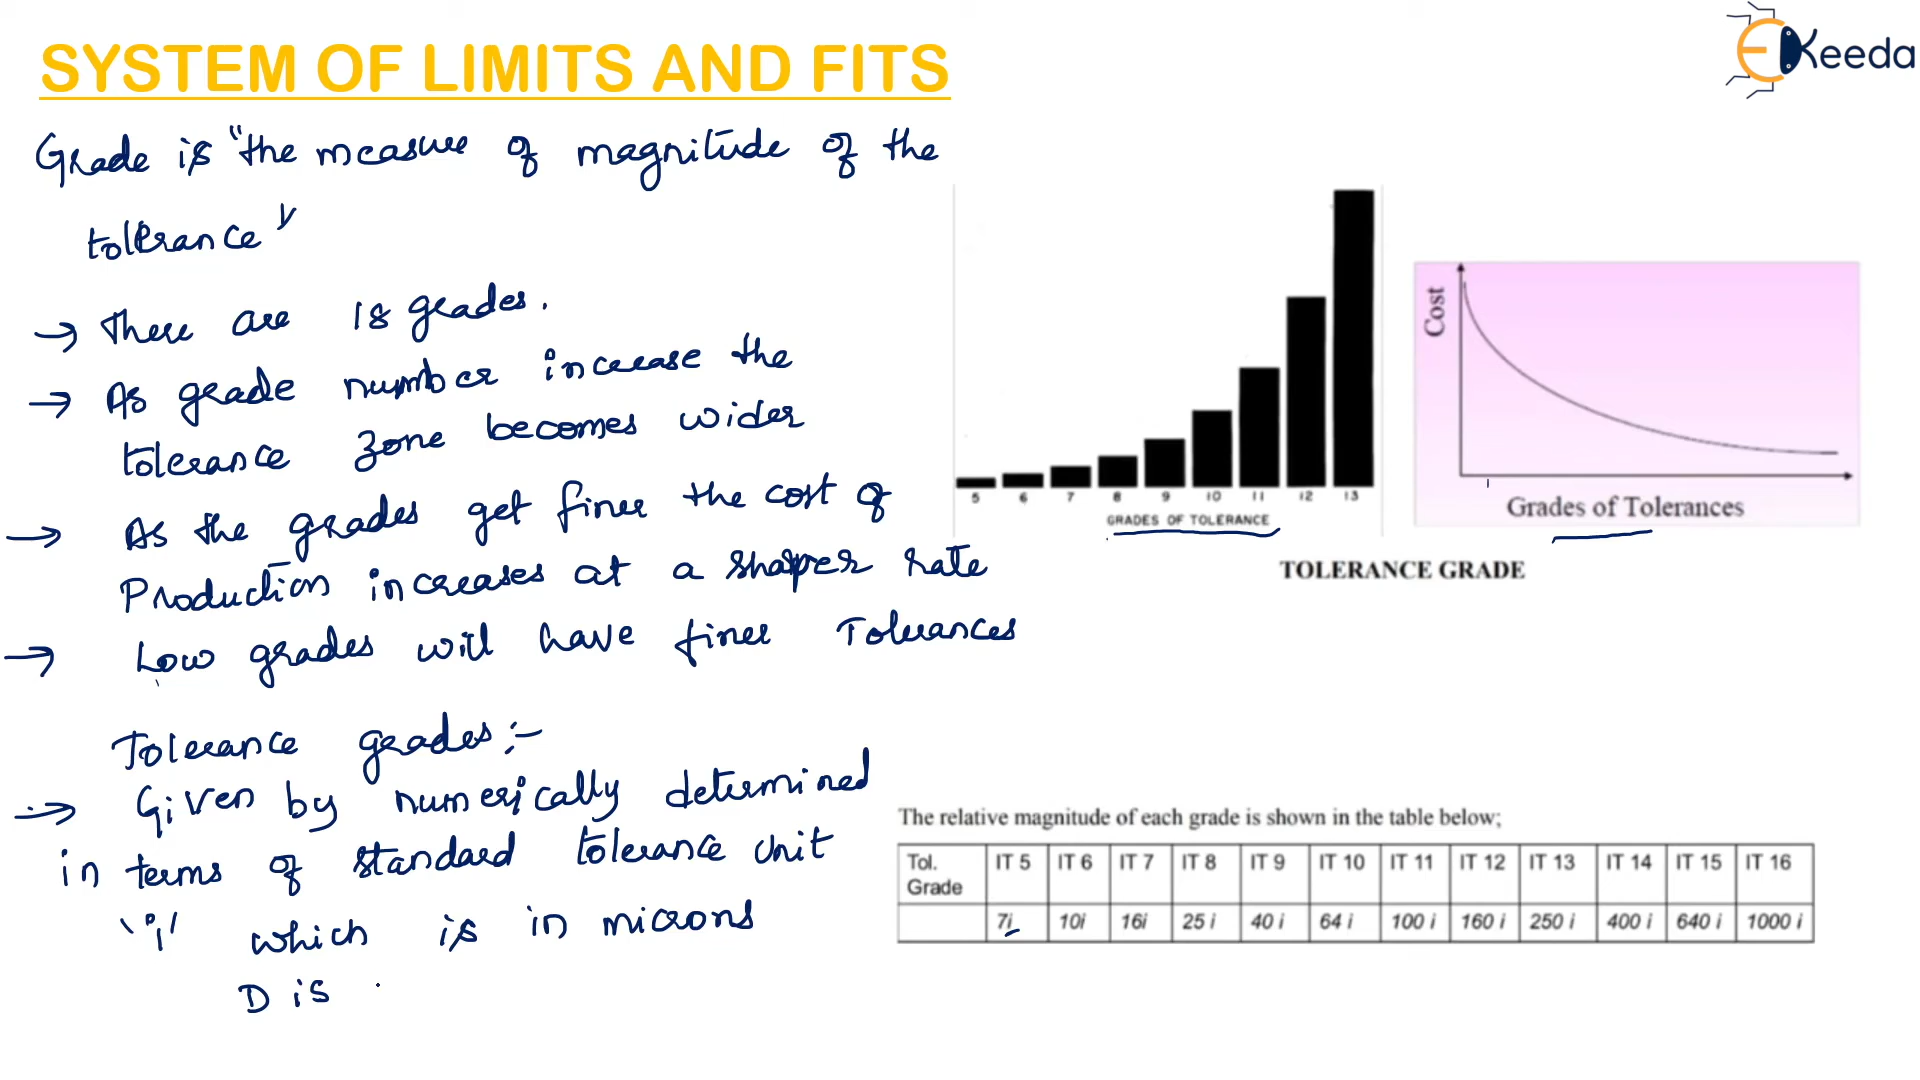 SYSTEM OF LIMITS AND FITS
EKeeda
Grade is "the measure of magnitude of the
tolerance"
→ There are 18 grades.
→ As grade number increase the
tolerance zone becomes wider
→ As the grades get finer the cost of
Production increases at a sharper rate
→ Low grades will have finer Tolerances
Tolerance grades :-
→ Given by numerically determined
in terms of standard tolerance unit
'i' which is in microns
D is
5 6 7 8 9 10 11 12 13
GRADES OF TOLERANCE
Cost
Grades of Tolerances
TOLERANCE GRADE
The relative magnitude of each grade is shown in the table below;
Tol. Grade IT 5 IT 6 IT 7 IT 8 IT 9 IT 10 IT 11 IT 12 IT 13 IT 14 IT 15 IT 16
7i 10i 16i 25 i 40 i 64 i 100 i 160 i 250 i 400 i 640 i 1000 i